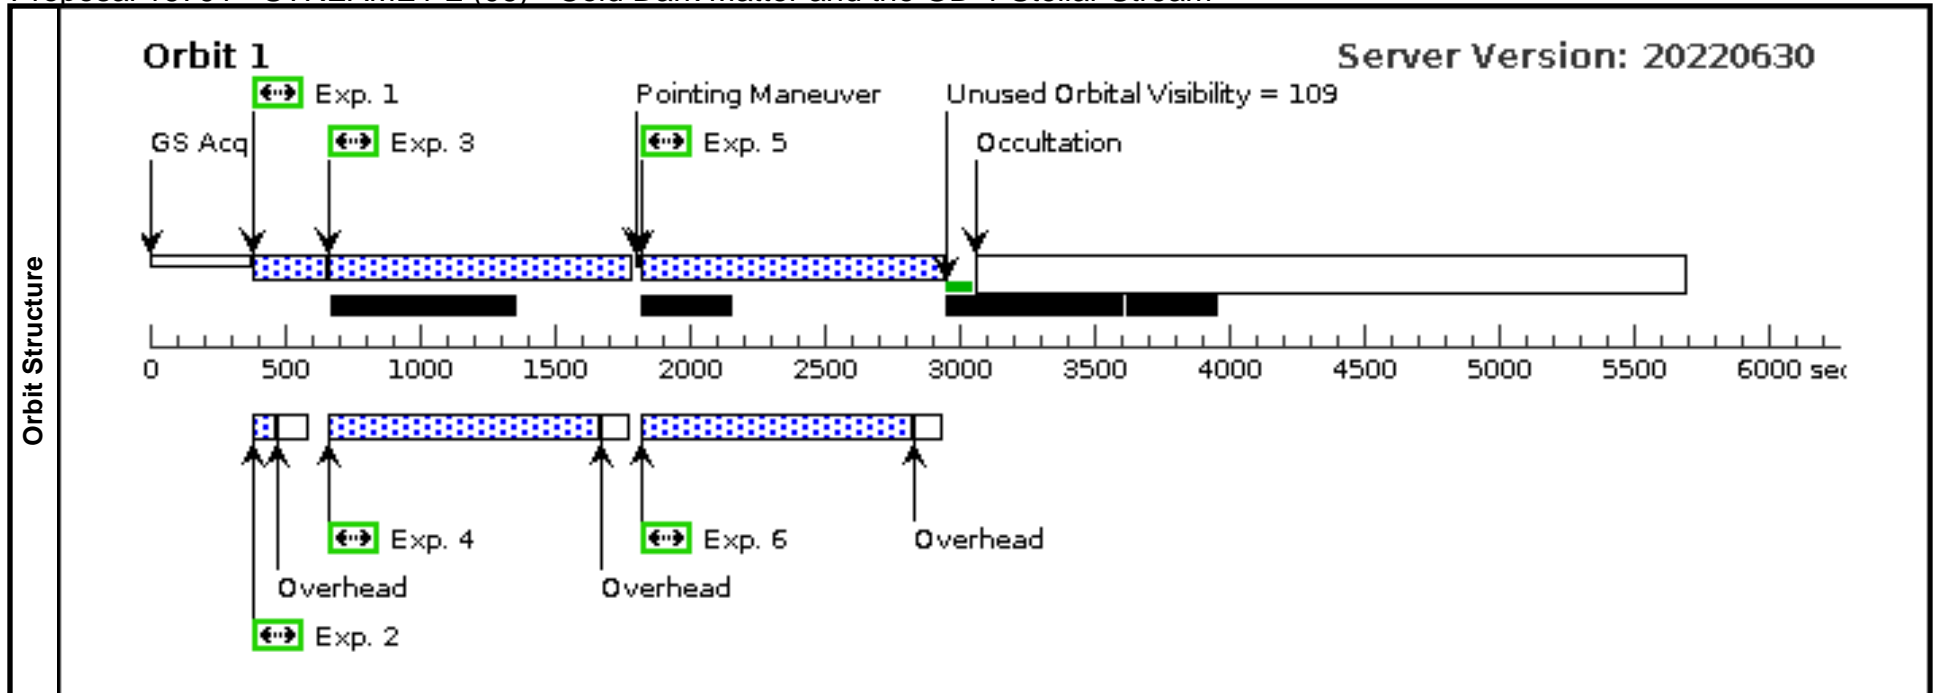 Orbit 1
Server Version: 20220630
Exp. 1
Pointing Maneuver
Unused Orbital Visibility = 109
GS Acq
Exp. 3
Exp. 5
Occultation
Orbit Structure
0 500 1000 1500 2000 2500 3000 3500 4000 4500 5000 5500 6000 sec
Exp. 4
Exp. 6
Overhead
Overhead
Overhead
Exp. 2